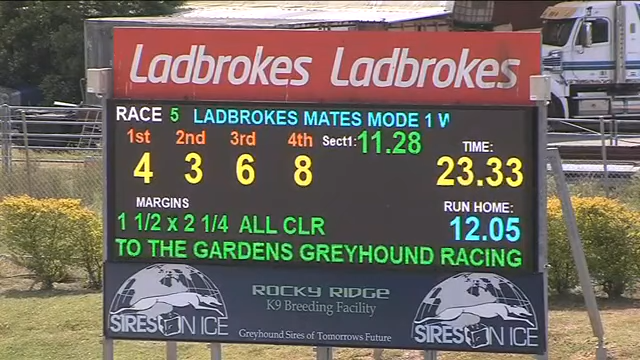 Ladbrokes Ladbrokes
RACE 5 LADBROKES MATES MODE 1 W
1st 2nd 3rd 4th Sect1: 11.28 TIME:
4 3 6 8 23.33
MARGINS RUN HOME:
1 1/2 x 2 1/4 ALL CLR 12.05
TO THE GARDENS GREYHOUND RACING
ROCKY RIDGE
K9 Breeding Facility
SIRES ON ICE SIRES ON ICE
Greyhound Sires of Tomorrows Future